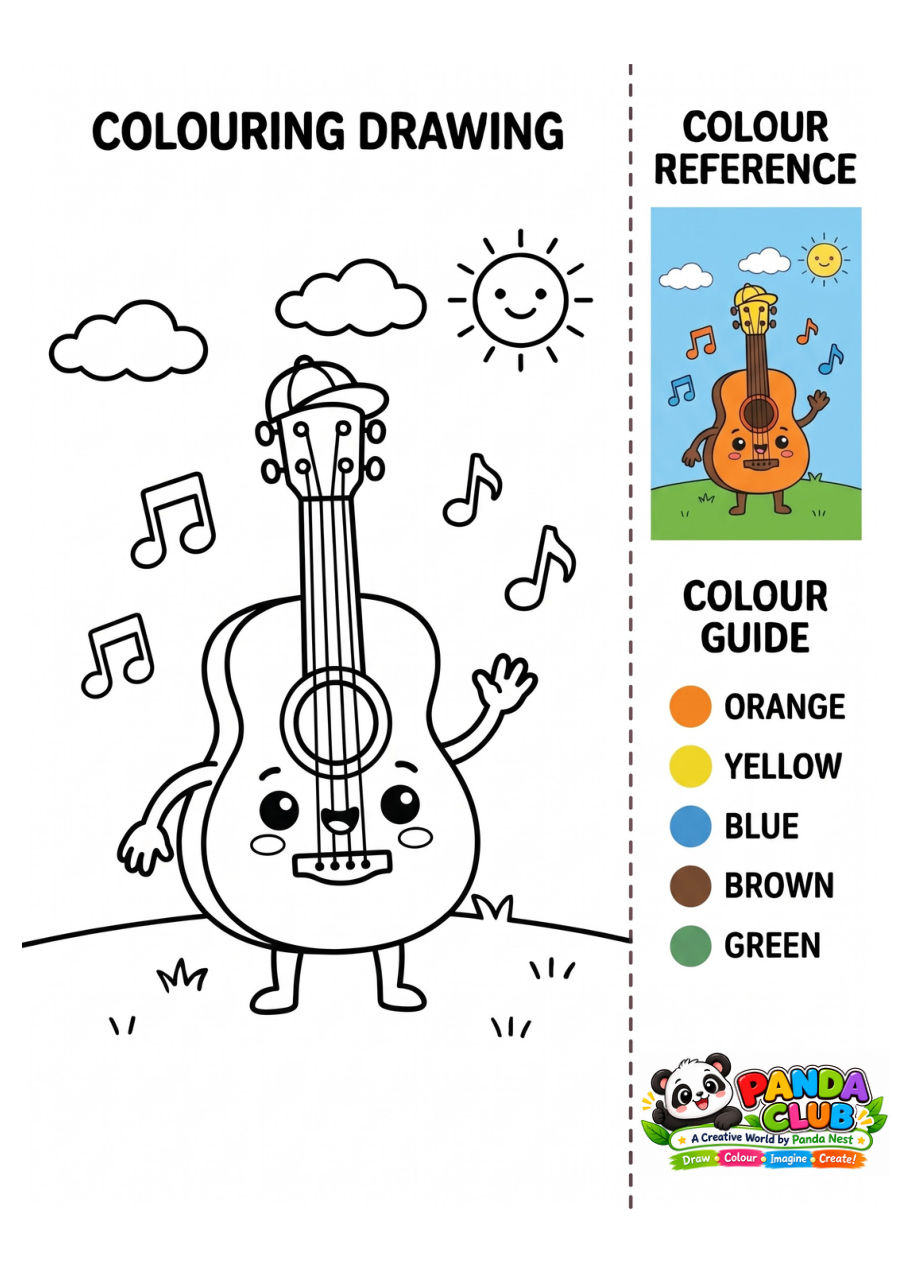 COLOURING DRAWING
COLOUR
REFERENCE
COLOUR
GUIDE
ORANGE
YELLOW
BLUE
BROWN
GREEN
PANDA
CLUB
A Creative World by Panda Nest
Draw Colour Imagine Create!